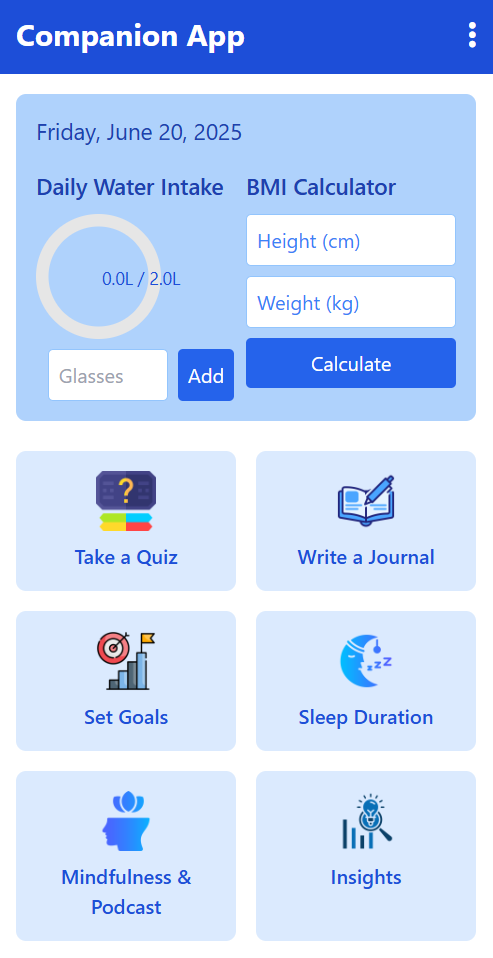 Companion App
Friday, June 20, 2025
Daily Water Intake
0.0L / 2.0L
Glasses
Add
BMI Calculator
Height (cm)
Weight (kg)
Calculate
?
Take a Quiz
Write a Journal
Set Goals
z z Z
Sleep Duration
Mindfulness &
Podcast
Insights